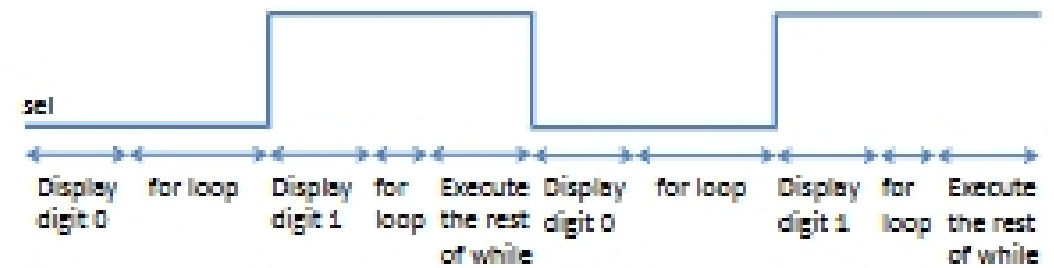 sel
Display for loop Display for Execute Display for loop Display for Execute
digit 0 digit 1 loop the rest digit 0 digit 1 loop the rest
of while of while